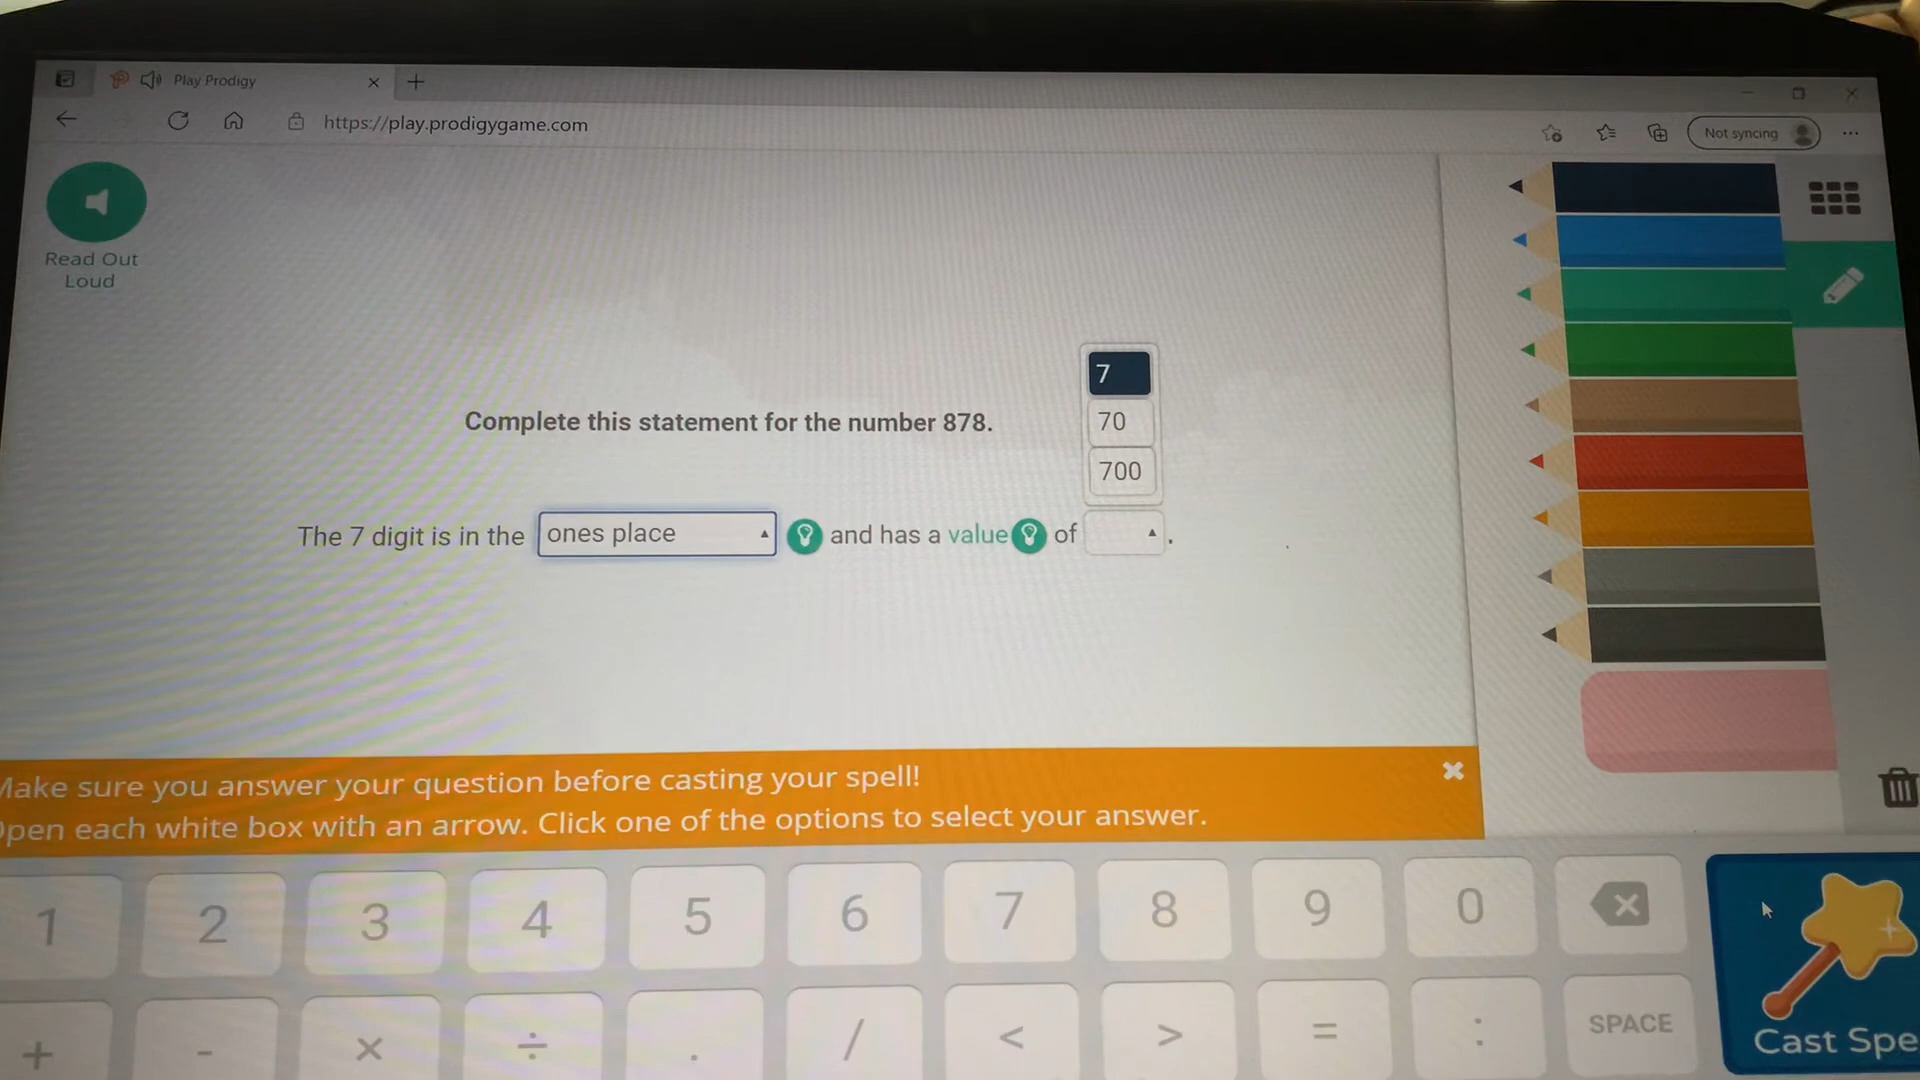 Play Prodigy
https://play.prodigygame.com
Not syncing
Read Out
Loud
7
70
700
Complete this statement for the number 878.
The 7 digit is in the ones place and has a value of .
Make sure you answer your question before casting your spell!
Open each white box with an arrow. Click one of the options to select your answer.
1 2 3 4 5 6 7 8 9 0
+ - × ÷ . / < > = : SPACE
Cast Spe